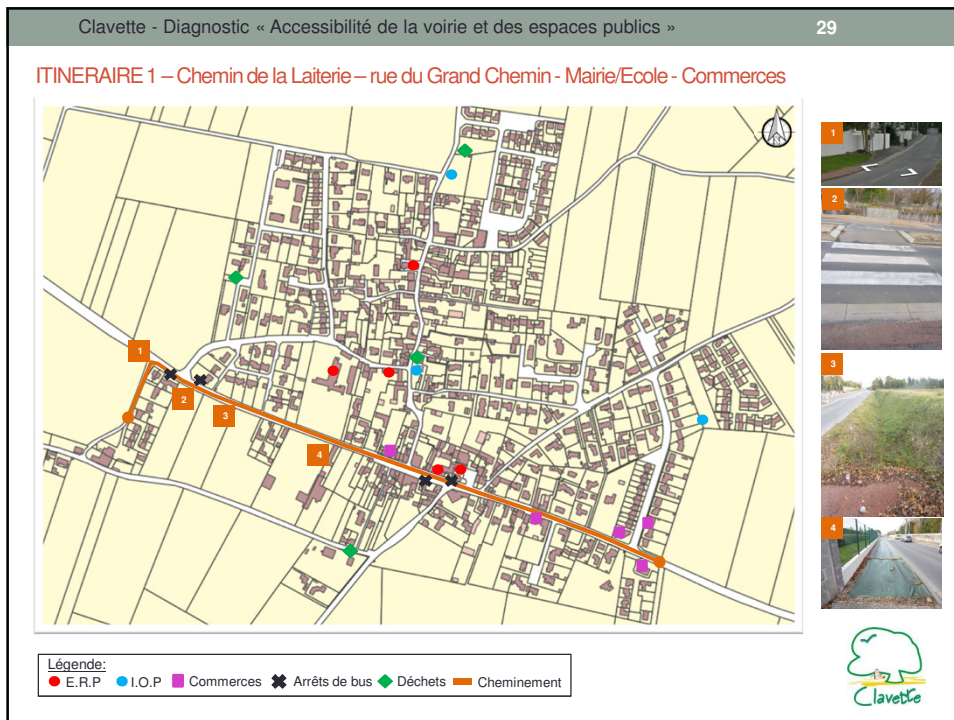 Clavette - Diagnostic « Accessibilité de la voirie et des espaces publics »
29
ITINERAIRE 1 – Chemin de la Laiterie – rue du Grand Chemin - Mairie/Ecole - Commerces
1
2
3
4
1
2
3
4
Légende:
E.R.P I.O.P Commerces Arrêts de bus Déchets Cheminement
Clavette